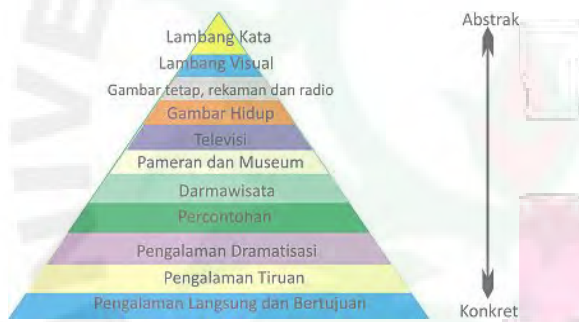 Abstrak
Lambang Kata
Lambang Visual
Gambar tetap, rekaman dan radio
Gambar Hidup
Televisi
Pameran dan Museum
Darmawisata
Percontohan
Pengalaman Dramatisasi
Pengalaman Tiruan
Pengalaman Langsung dan Bertujuan
Konkret